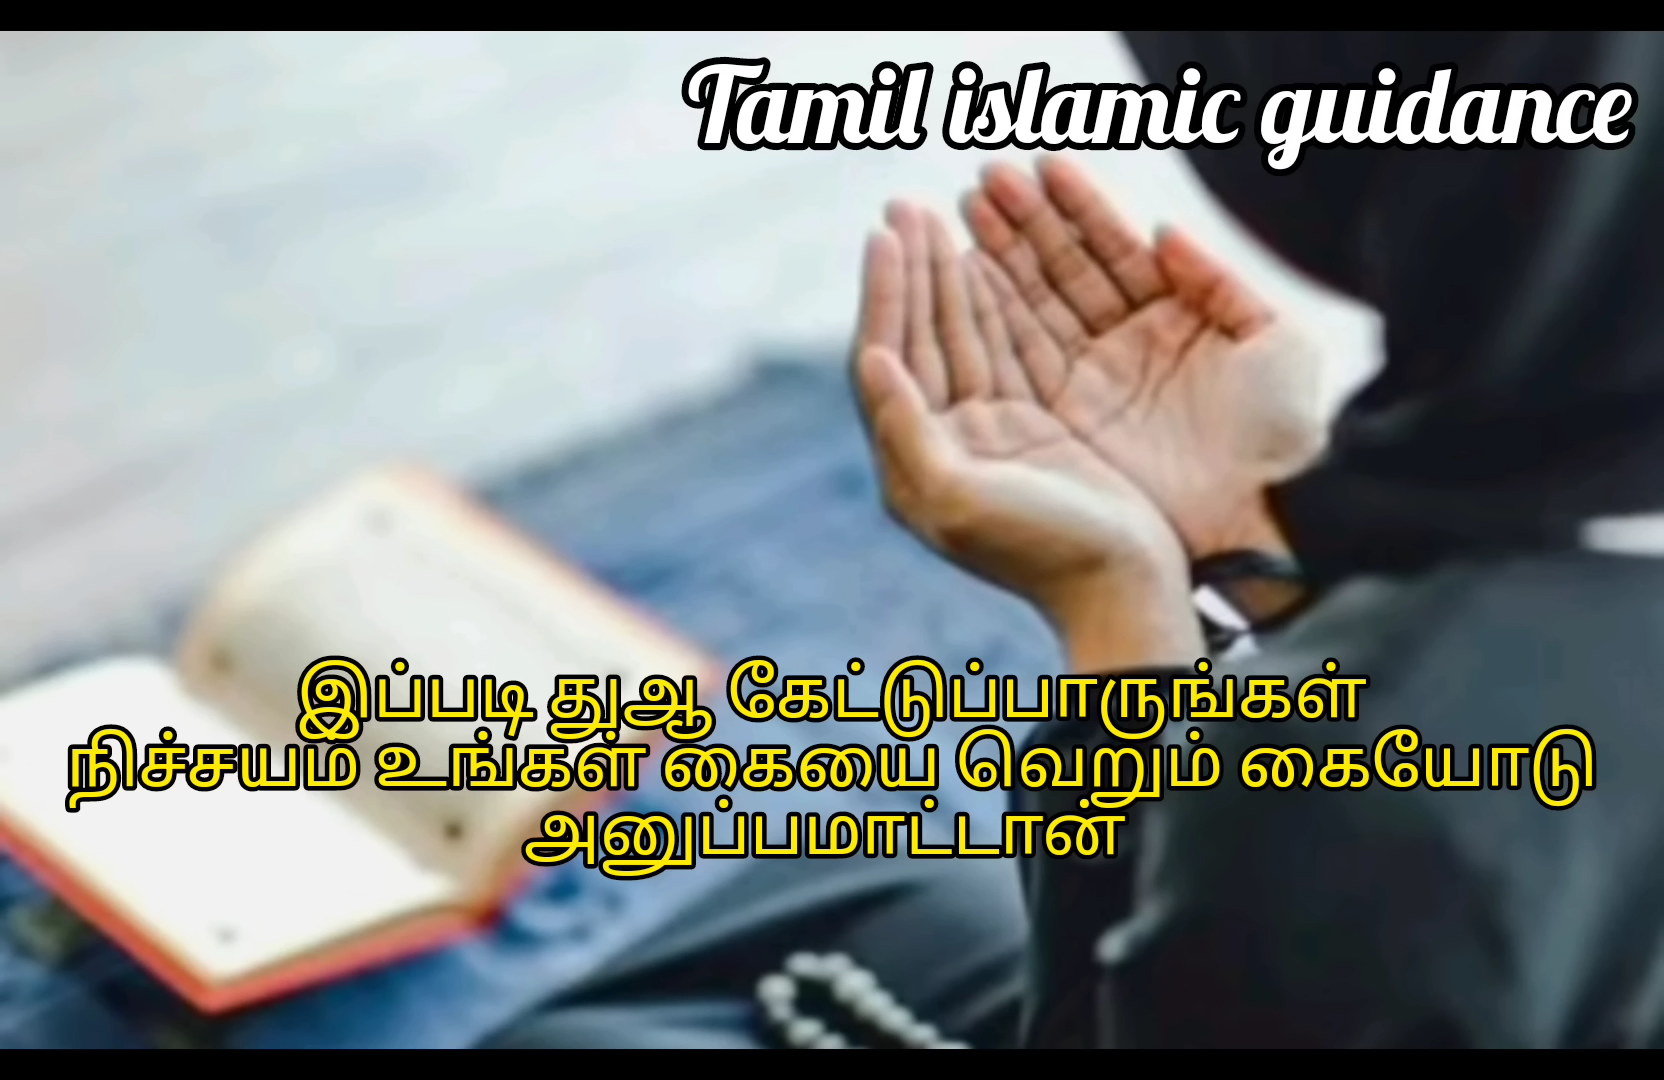 Tamil islamic guidance
இப்படி துஆ கேட்டுப்பாருங்கள்
நிச்சயம் உங்கள் கையை வெறும் கையோடு
அனுப்பமாட்டான்